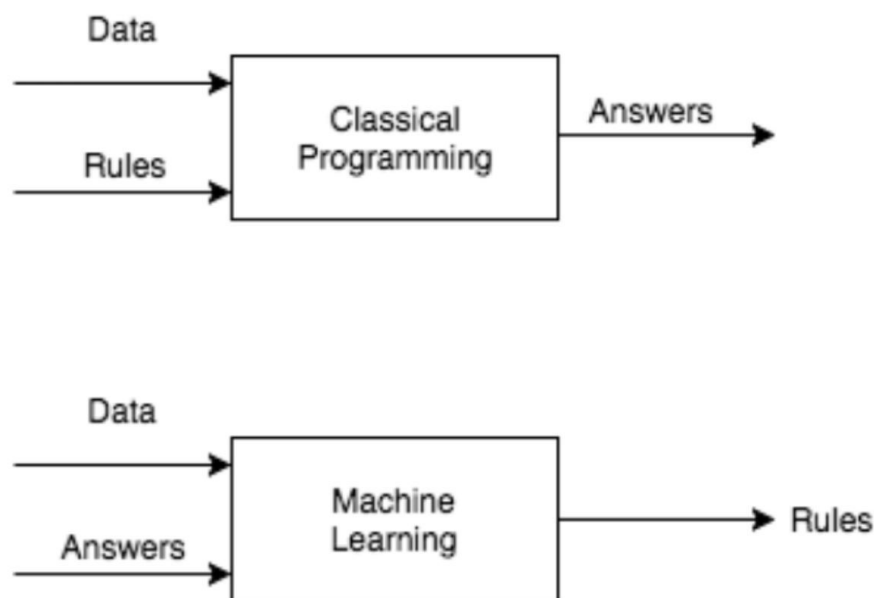 Data
Rules
Classical
Programming
Answers
Data
Answers
Machine
Learning
Rules